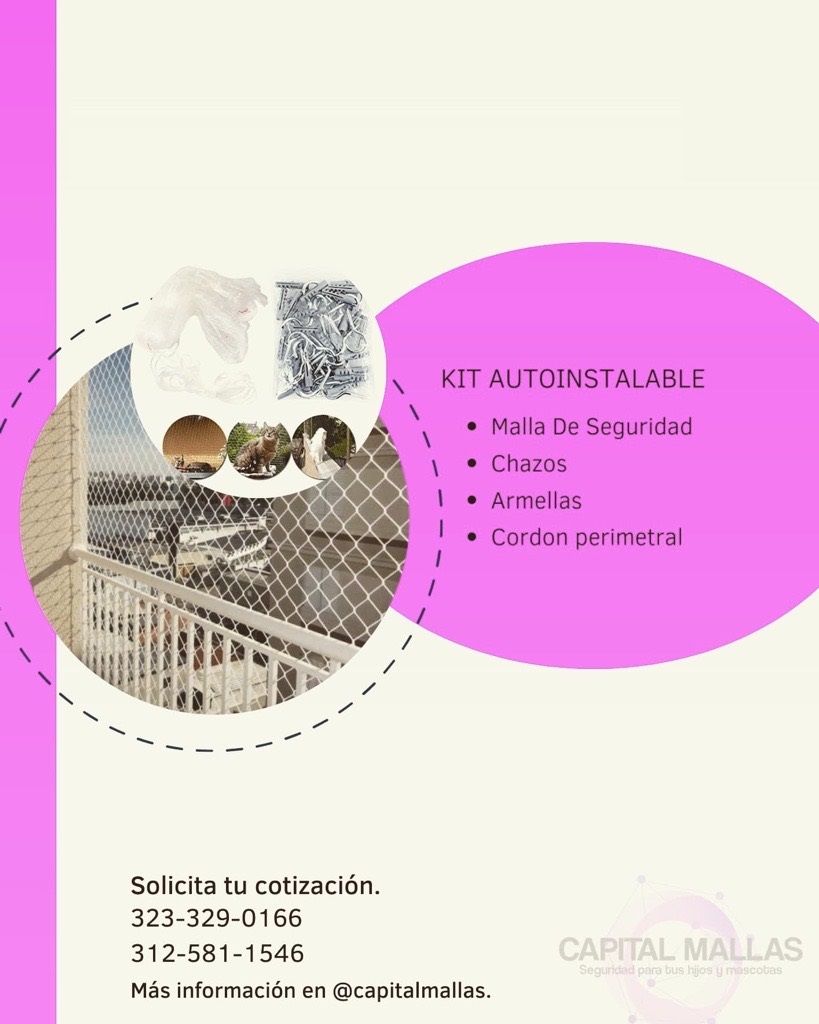 KIT AUTOINSTALABLE
Malla De Seguridad
Chazos
Armellas
Cordon perimetral
Solicita tu cotización.
323-329-0166
312-581-1546
Más información en @capitalmallas.
CAPITAL MALLAS
Seguridad para tus hijos y mascotas